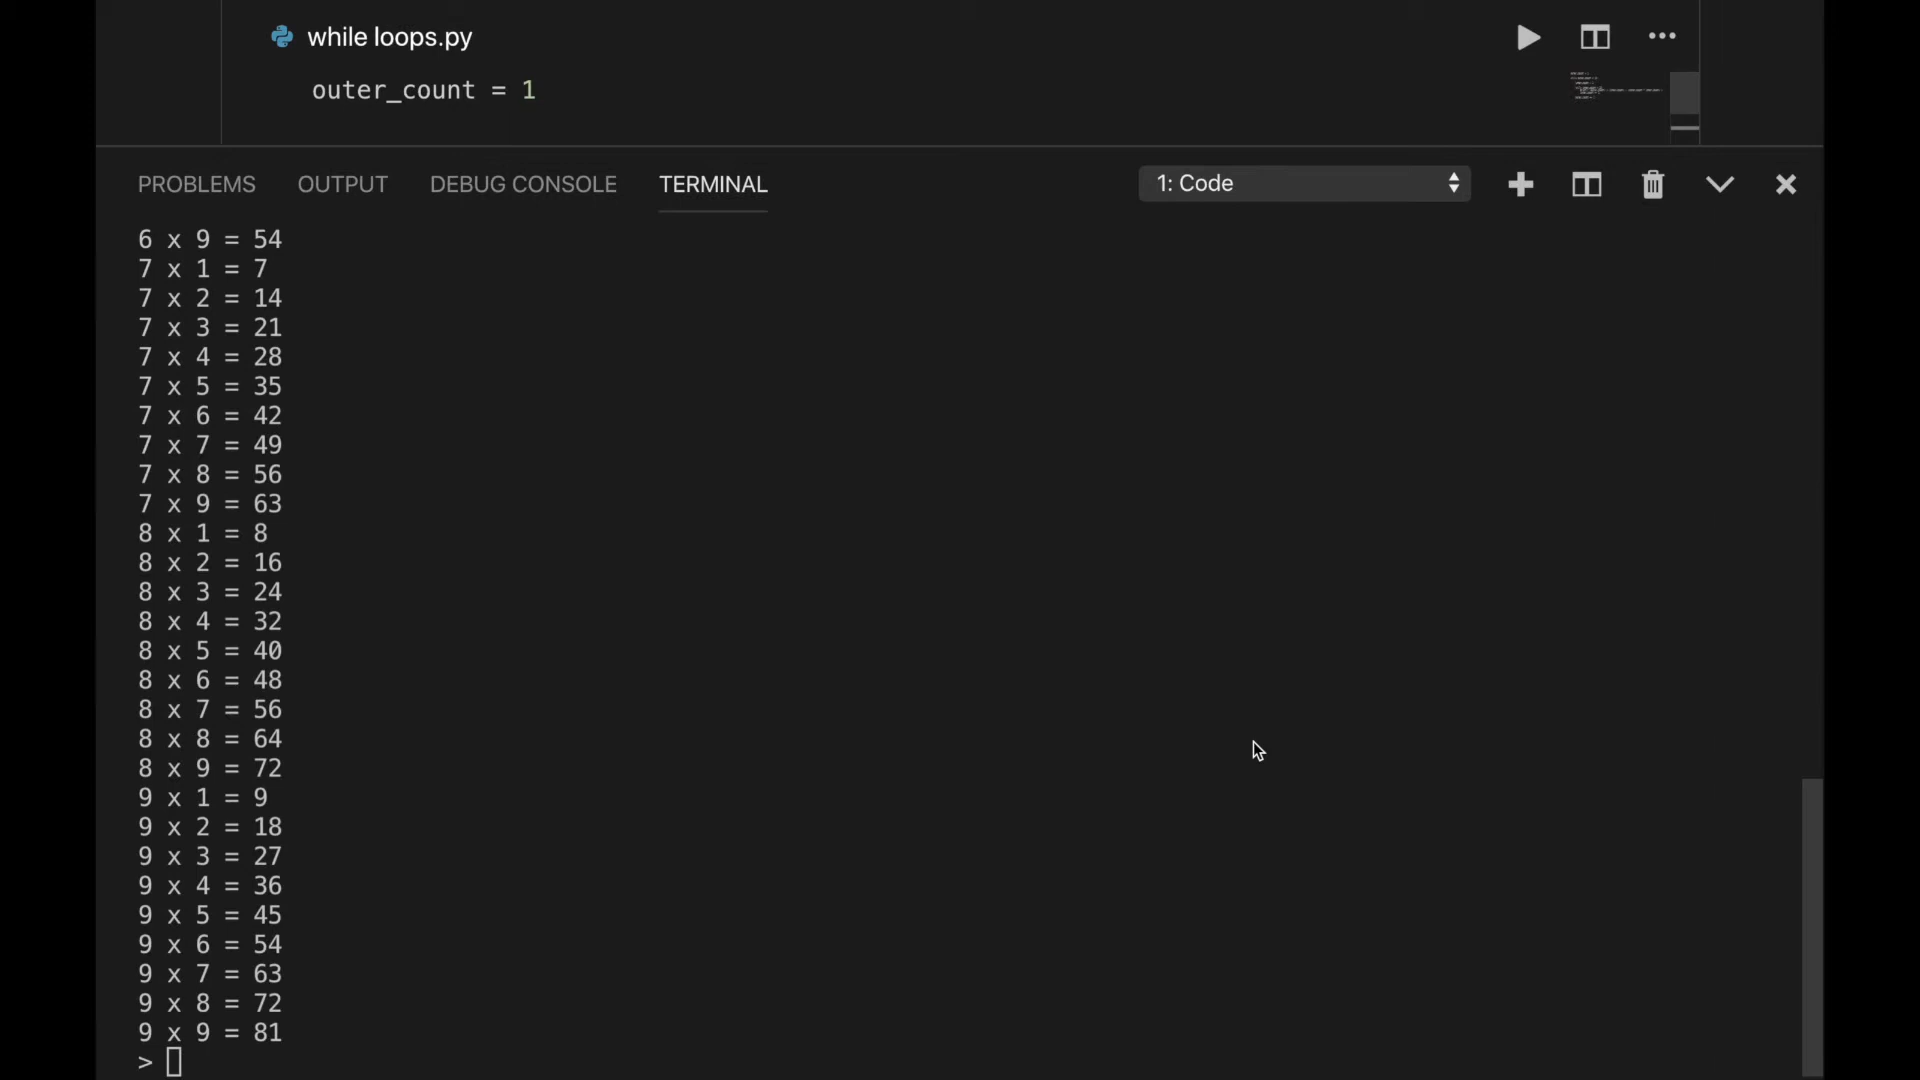 while loops.py
outer_count = 1
PROBLEMS OUTPUT DEBUG CONSOLE TERMINAL 1: Code
6 x 9 = 54
7 x 1 = 7
7 x 2 = 14
7 x 3 = 21
7 x 4 = 28
7 x 5 = 35
7 x 6 = 42
7 x 7 = 49
7 x 8 = 56
7 x 9 = 63
8 x 1 = 8
8 x 2 = 16
8 x 3 = 24
8 x 4 = 32
8 x 5 = 40
8 x 6 = 48
8 x 7 = 56
8 x 8 = 64
8 x 9 = 72
9 x 1 = 9
9 x 2 = 18
9 x 3 = 27
9 x 4 = 36
9 x 5 = 45
9 x 6 = 54
9 x 7 = 63
9 x 8 = 72
9 x 9 = 81
>